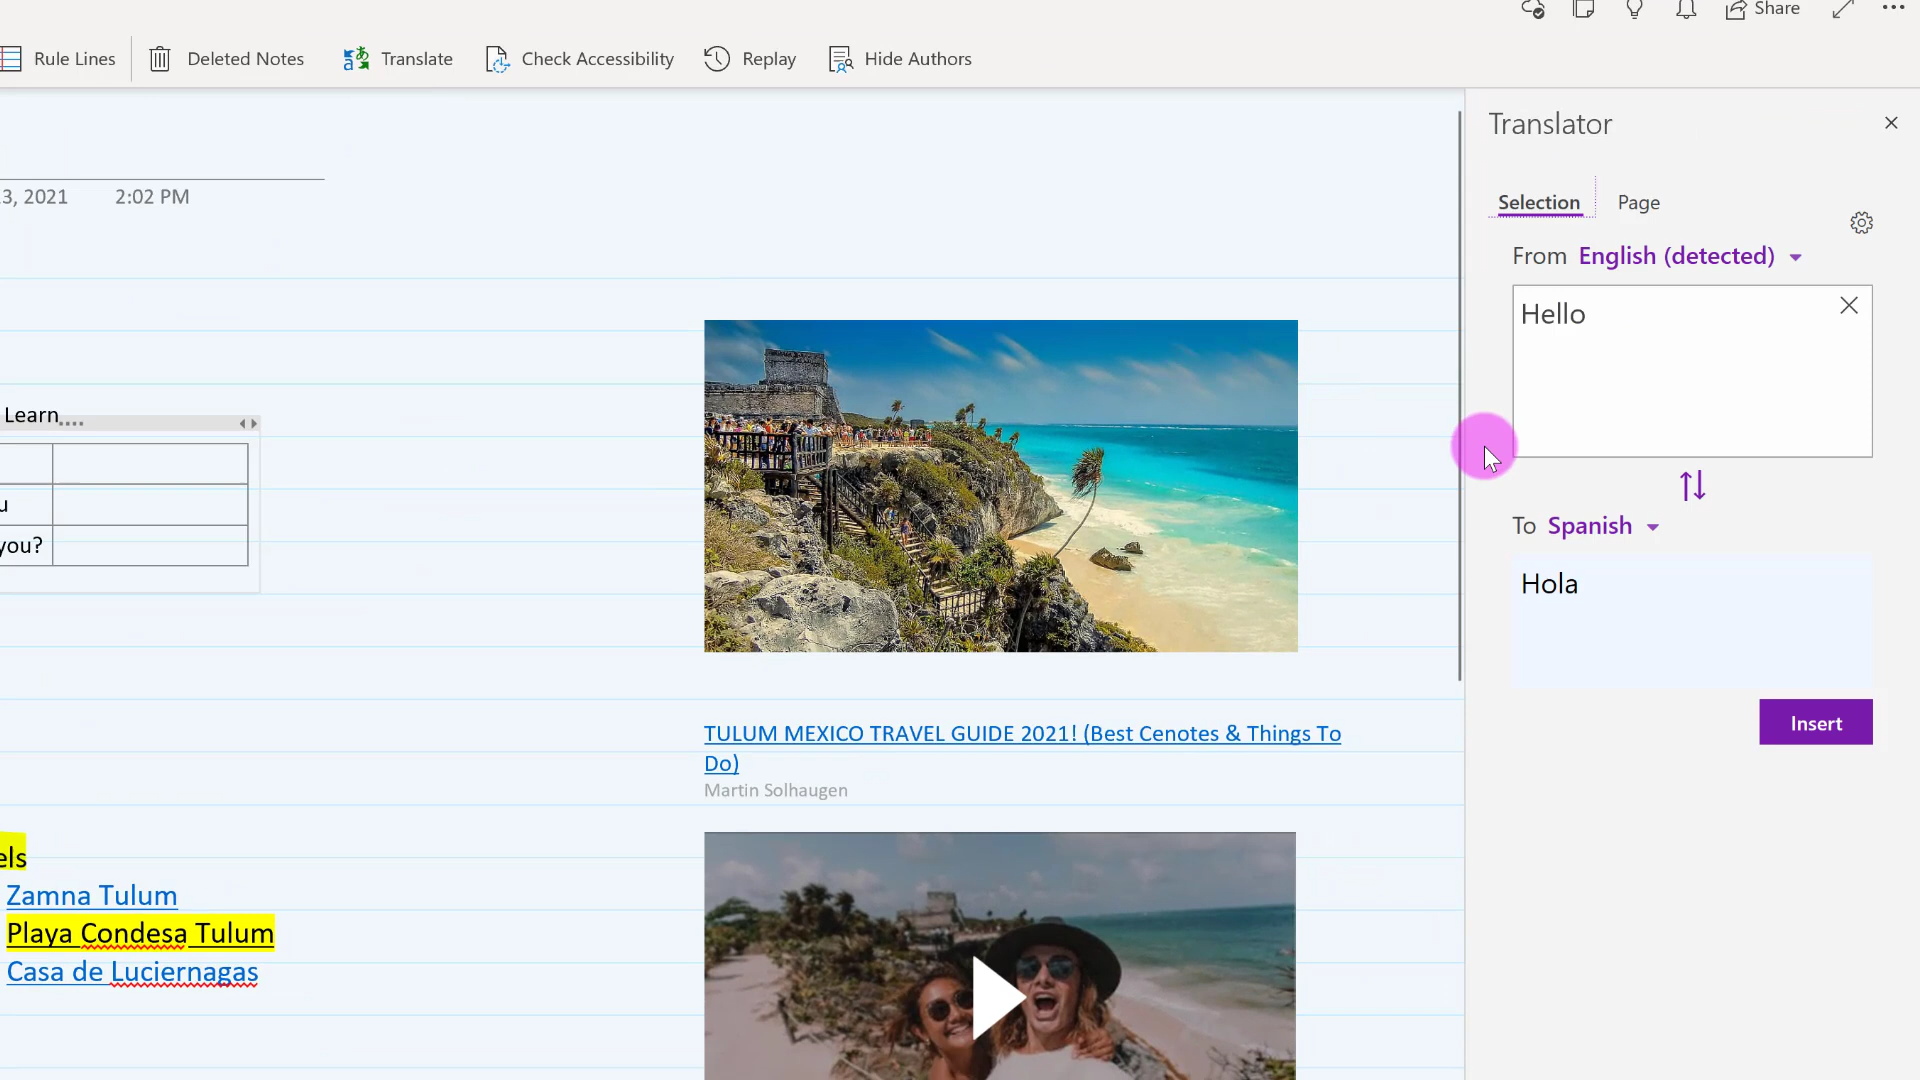 Share
Rule Lines
Deleted Notes
Translate
Check Accessibility
Replay
Hide Authors
Translator
Selection
Page
3, 2021 2:02 PM
From English (detected)
Hello
Learn....
u
you?
To Spanish
Hola
Insert
TULUM MEXICO TRAVEL GUIDE 2021! (Best Cenotes & Things To
Do)
Martin Solhaugen
els
Zamna Tulum
Playa Condesa Tulum
Casa de Luciernagas